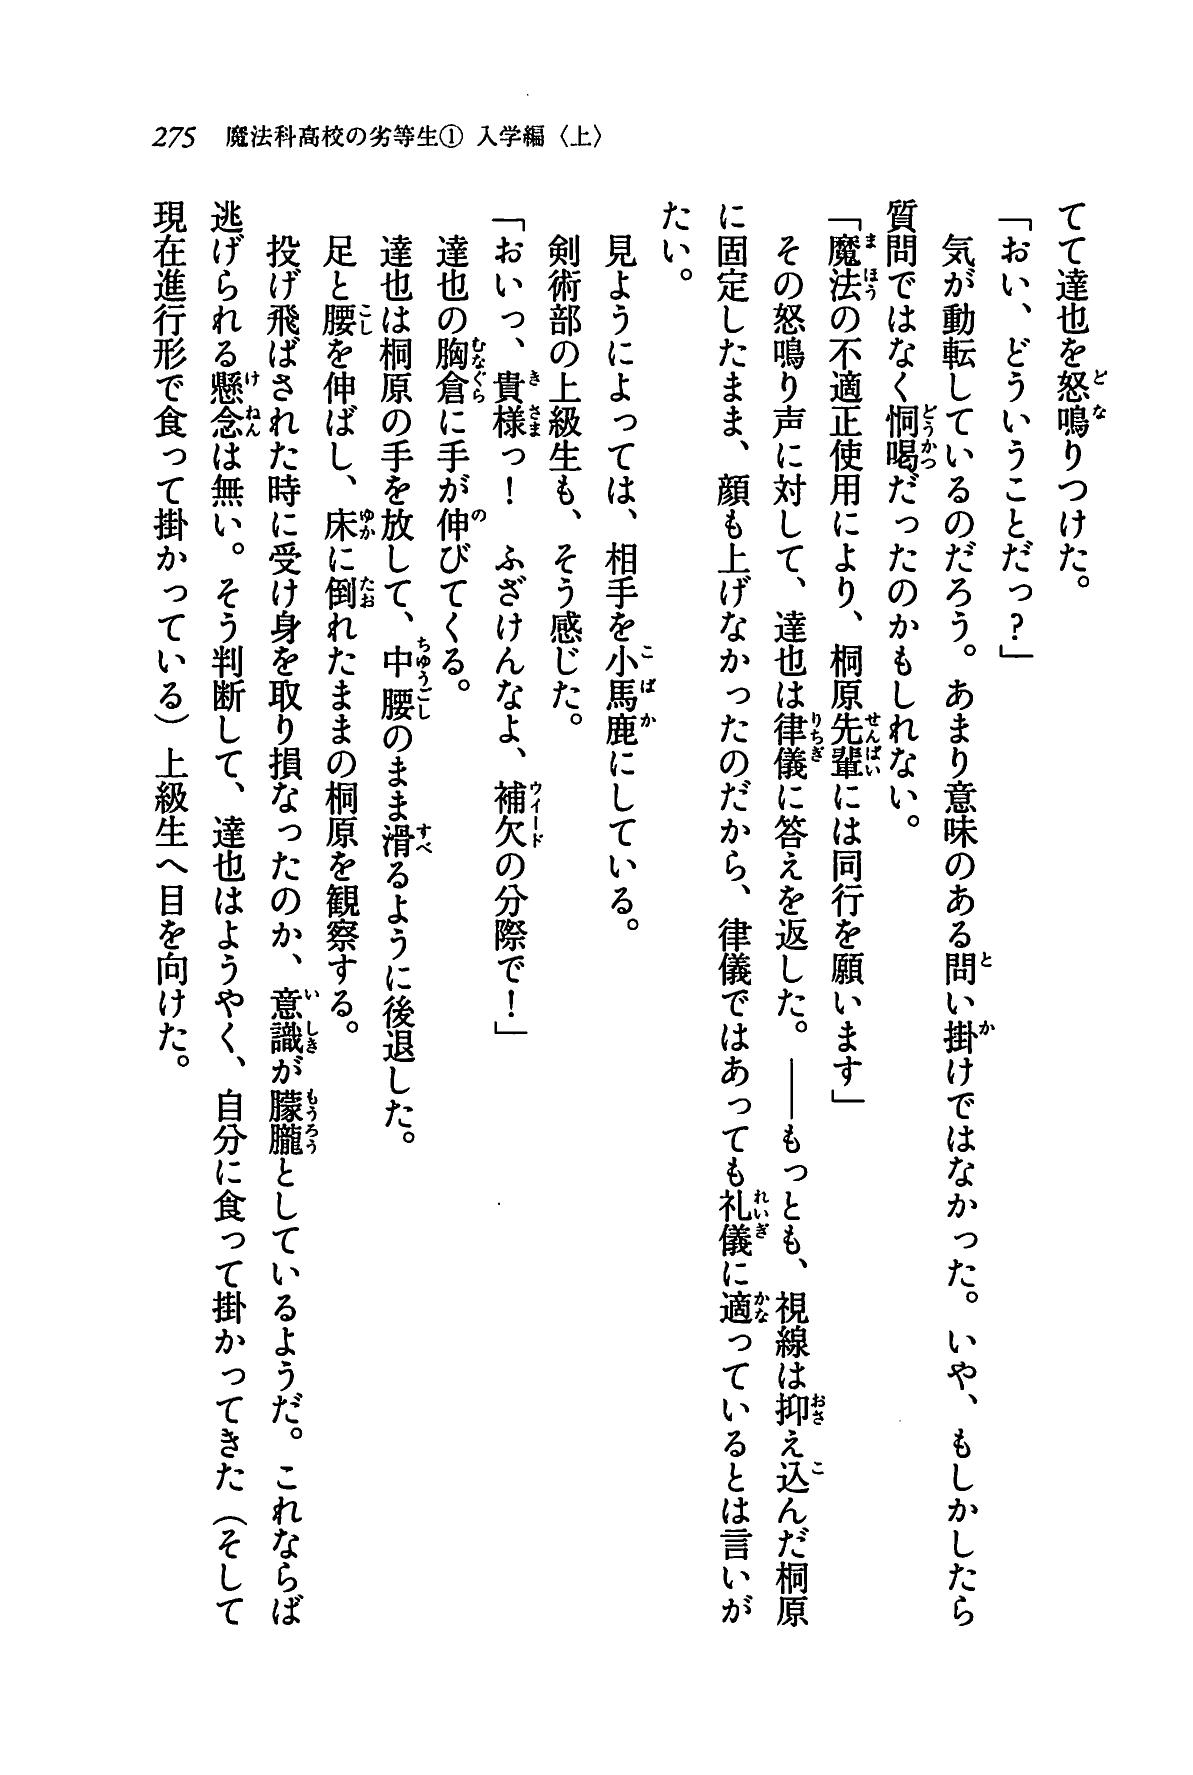 275 魔法科高校の劣等生① 入学編〈上〉
てて達也を怒鳴りつけた。
「おい、どういうことだっ？」
気が動転しているのだろう。あまり意味のある問い掛けではなかった。いや、もしかしたら
質問ではなく恫喝だったのかもしれない。
「魔法の不適正使用により、桐原先輩には同行を願います」
その怒鳴り声に対して、達也は律儀に答えを返した。――もっとも、視線は抑え込んだ桐原
に固定したまま、顔も上げなかったのだから、律儀ではあっても礼儀に適っているとは言いが
たい。
見ようによっては、相手を小馬鹿にしている。
剣術部の上級生も、そう感じた。
「おいっ、貴様っ！　ふざけんなよ、補欠の分際で！」
達也の胸倉に手が伸びてくる。
達也は桐原の手を放して、中腰のまま滑るように後退した。
足と腰を伸ばし、床に倒れたままの桐原を観察する。
投げ飛ばされた時に受け身を取り損なったのか、意識が朦朧としているようだ。これならば
逃げられる懸念は無い。そう判断して、達也はようやく、自分に食って掛かってきた（そして
現在進行形で食って掛かっている）上級生へ目を向けた。